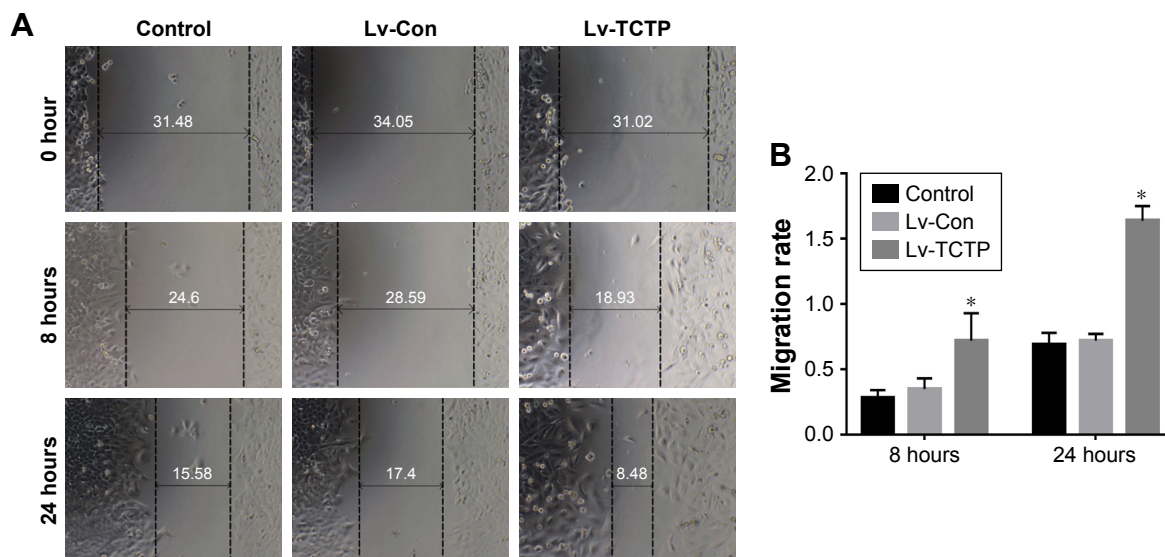 A
Control
Lv-Con
Lv-TCTP
0 hour
31.48
34.05
31.02
8 hours
24.6
28.59
18.93
24 hours
15.58
17.4
8.48
B
Migration rate
2.0
1.5
1.0
0.5
0.0
Control
Lv-Con
Lv-TCTP
*
*
8 hours
24 hours